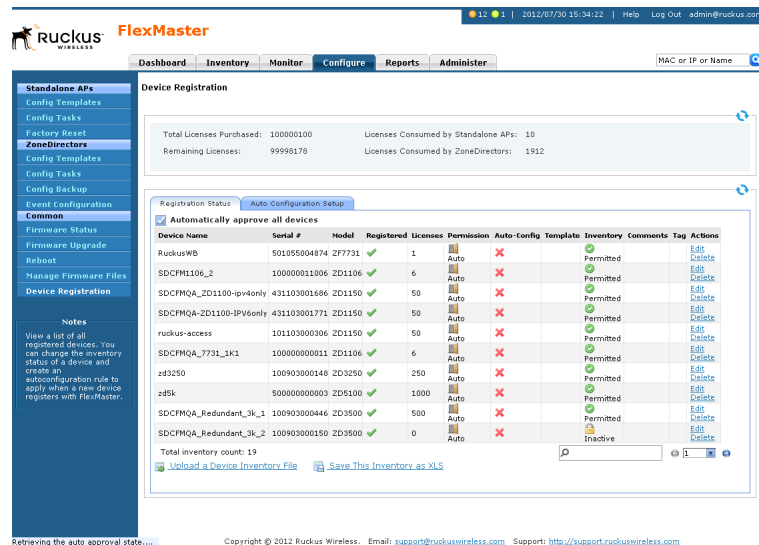 12 1 | 2012/07/30 15:34:22 | Help Log Out admin@ruckus.com
Ruckus WIRELESS
FlexMaster
Dashboard Inventory Monitor Configure Reports Administer
MAC or IP or Name
Standalone APs
Config Templates
Config Tasks
Factory Reset
ZoneDirectors
Config Templates
Config Tasks
Config Backup
Event Configuration
Common
Firmware Status
Firmware Upgrade
Reboot
Manage Firmware Files
Device Registration
Notes
View a list of all
registered devices. You
can change the inventory
status of a device and
create an
autoconfiguration rule to
apply when a new device
registers with FlexMaster.
Device Registration
Total Licenses Purchased: 100000100 Licenses Consumed by Standalone APs: 10
Remaining Licenses: 99998178 Licenses Consumed by ZoneDirectors: 1912
Registration Status Auto Configuration Setup
Automatically approve all devices
Device Name Serial # Model Registered Licenses Permission Auto-Config Template Inventory Comments Tag Actions
RuckusWB 501055004874 ZF7731 1 Auto Permitted Edit Delete
SDCFM1106_2 100000011006 ZD1106 6 Auto Permitted Edit Delete
SDCFMQA_ZD1100-ipv4only 431103001686 ZD1150 50 Auto Permitted Edit Delete
SDCFMQA-ZD1100-IPV6only 431103001771 ZD1150 50 Auto Permitted Edit Delete
ruckus-access 101103000306 ZD1150 50 Auto Permitted Edit Delete
SDCFMQA_7731_1K1 100000000011 ZD1106 6 Auto Permitted Edit Delete
zd3250 100903000148 ZD3250 250 Auto Permitted Edit Delete
zd5k 500000000003 ZD5100 1000 Auto Permitted Edit Delete
SDCFMQA_Redundant_3k_1 100903000446 ZD3500 500 Auto Permitted Edit Delete
SDCFMQA_Redundant_3k_2 100903000150 ZD3500 0 Auto Inactive Edit Delete
Total inventory count: 19
1
Upload a Device Inventory File Save This Inventory as XLS
Retrieving the auto approval state....
Copyright © 2012 Ruckus Wireless. Email: support@ruckuswireless.com Support: http://support.ruckuswireless.com